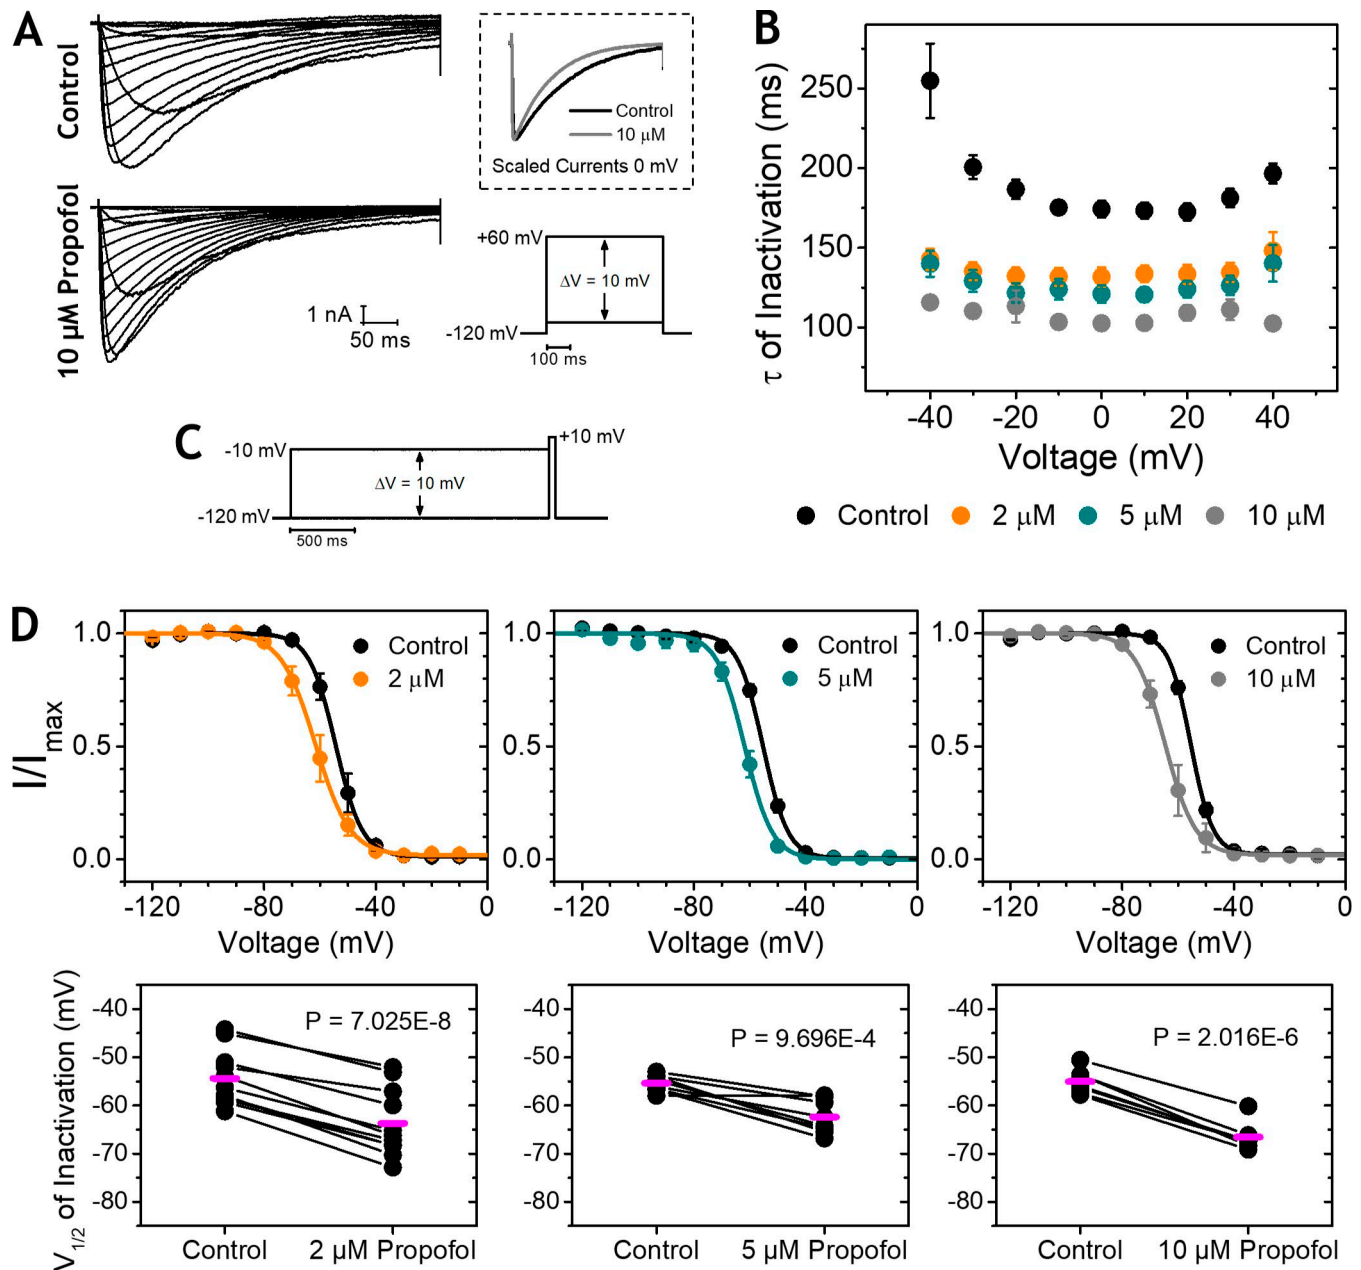 A
Control
10 µM Propofol
1 nA
50 ms
Control
10 µM
Scaled Currents 0 mV
+60 mV
ΔV = 10 mV
-120 mV
100 ms
B
τ of Inactivation (ms)
250
200
150
100
-40
-20
0
20
40
Voltage (mV)
Control
2 µM
5 µM
10 µM
C
-10 mV
+10 mV
ΔV = 10 mV
-120 mV
500 ms
D
I/Imax
1.0
0.5
0.0
Control
2 µM
-120
-80
-40
0
Voltage (mV)
1.0
0.5
0.0
Control
5 µM
-120
-80
-40
0
Voltage (mV)
1.0
0.5
0.0
Control
10 µM
-120
-80
-40
0
Voltage (mV)
V1/2 of Inactivation (mV)
-40
-50
-60
-70
-80
P = 7.025E-8
Control
2 µM Propofol
-40
-50
-60
-70
-80
P = 9.696E-4
Control
5 µM Propofol
-40
-50
-60
-70
-80
P = 2.016E-6
Control
10 µM Propofol